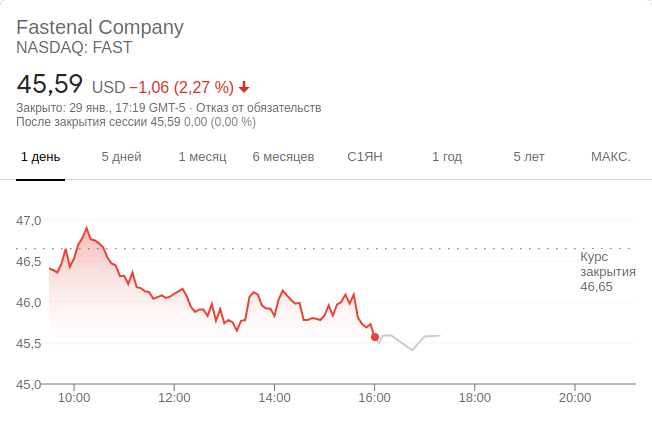 Fastenal Company
NASDAQ: FAST
45,59 USD −1,06 (2,27 %)
Закрыто: 29 янв., 17:19 GMT-5 · Отказ от обязательств
После закрытия сессии 45,59 0,00 (0,00 %)
1 день 5 дней 1 месяц 6 месяцев С1ЯН 1 год 5 лет МАКС.
47,0
46,5
46,0
45,5
45,0
Курс
закрытия
46,65
10:00 12:00 14:00 16:00 18:00 20:00